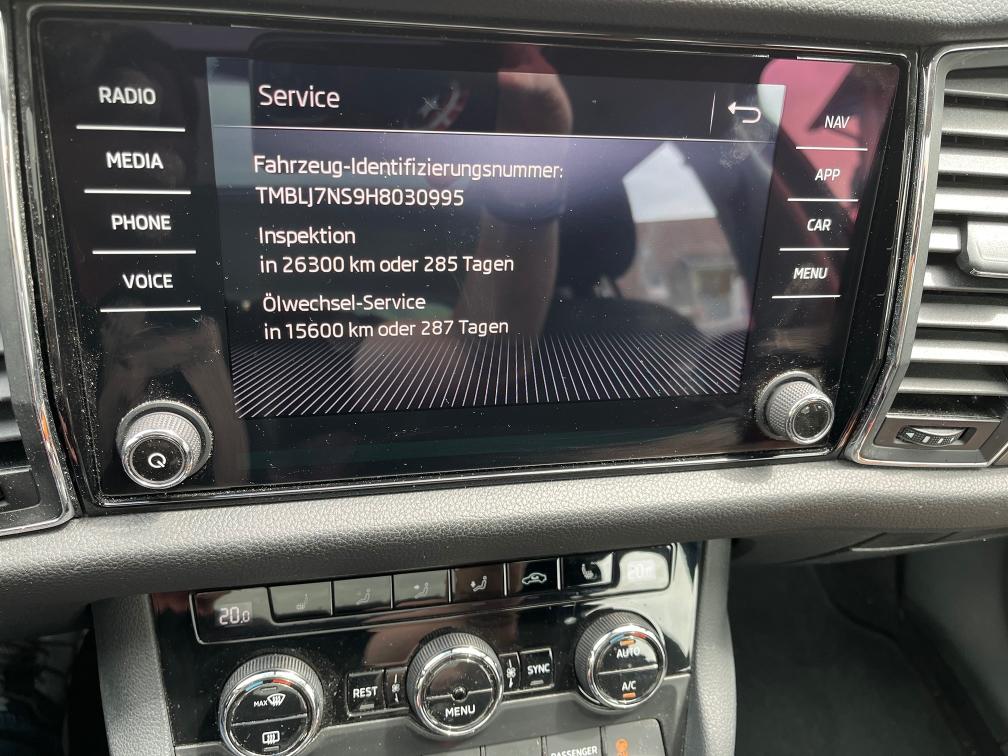 RADIO
MEDIA
PHONE
VOICE
Service
Fahrzeug-Identifizierungsnummer:
TMBLJ7NS9H8030995
Inspektion
in 26300 km oder 285 Tagen
Ölwechsel-Service
in 15600 km oder 287 Tagen
NAV
APP
CAR
MENU
20.0
MAX
REST
MENU
SYNC
AUTO
A/C
PASSENGER